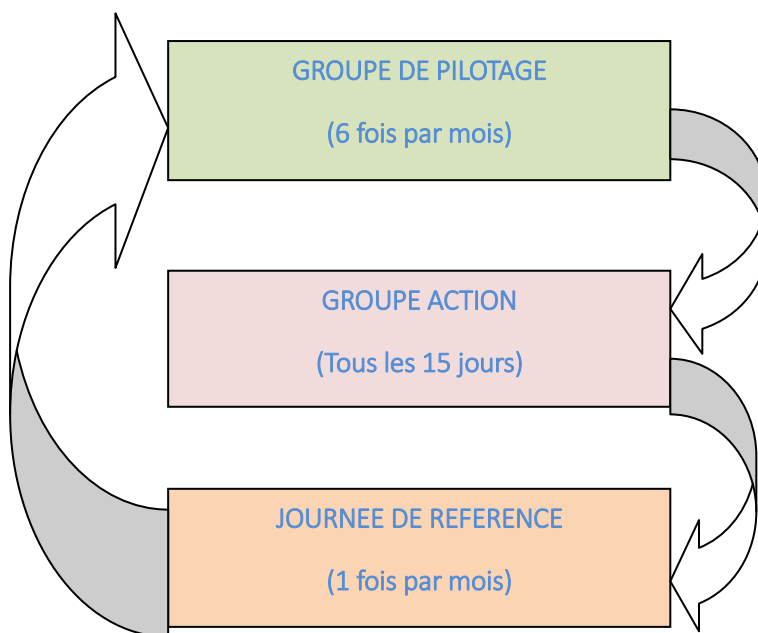 GROUPE DE PILOTAGE
(6 fois par mois)
GROUPE ACTION
(Tous les 15 jours)
JOURNEE DE REFERENCE
(1 fois par mois)